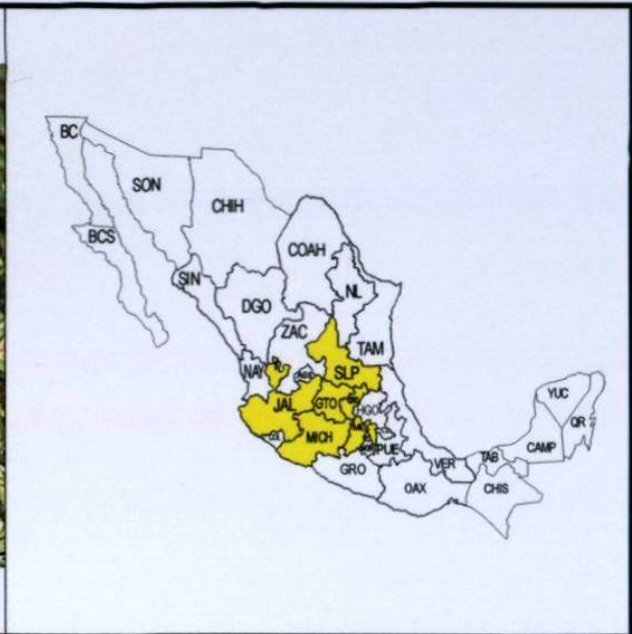 BC
SON
CHIH
BCS
COAH
SIN
NL
DGO
ZAC
TAM
NAY
SLP
YUC
JAL
GTO
HGO
QR
MICH
PUE
VER
TAB
CAMP
GRO
OAX
CHIS